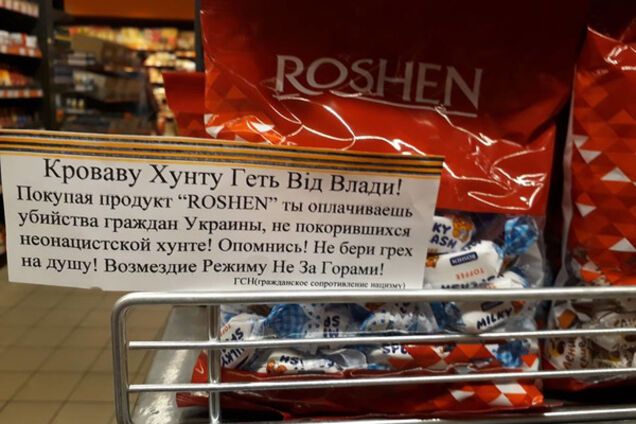 ROSHEN
Кроваву Хунту Геть Від Влади!
Покупая продукт “ROSHEN” ты оплачиваешь
убийства граждан Украины, не покорившихся
неонацистской хунте! Опомнись! Не бери грех
на душу! Возмездие Режиму Не За Горами!
ГСН(гражданское сопротивление нацизму)
TOFFEE
MILKY